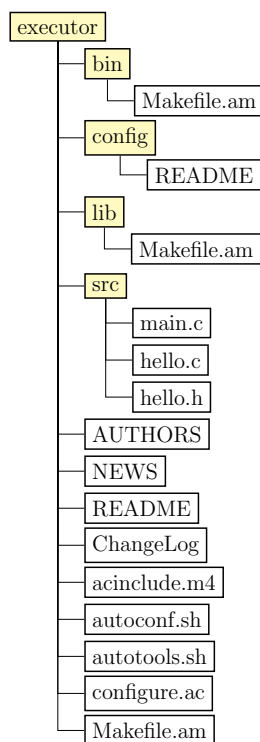 executor
bin
Makefile.am
config
README
lib
Makefile.am
src
main.c
hello.c
hello.h
AUTHORS
NEWS
README
ChangeLog
acinclude.m4
autoconf.sh
autotools.sh
configure.ac
Makefile.am